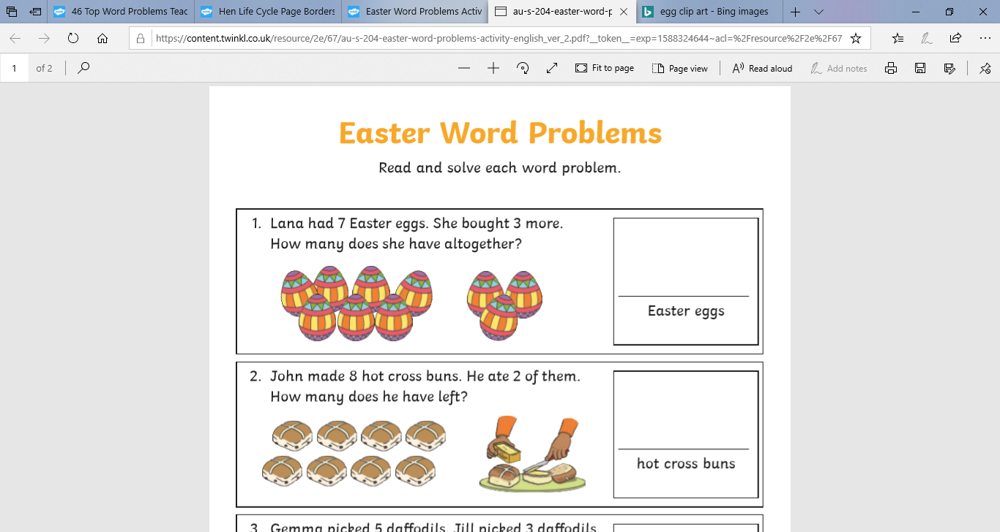 46 Top Word Problems Teac
Hen Life Cycle Page Borders
Easter Word Problems Activ
au-s-204-easter-word-p
egg clip art - Bing images
https://content.twinkl.co.uk/resource/2e/67/au-s-204-easter-word-problems-activity-english_ver_2.pdf?__token__=exp=1588324644~acl=%2Fresource%2F2e%2F67
1 of 2
Fit to page
Page view
Read aloud
Add notes
Easter Word Problems
Read and solve each word problem.
1. Lana had 7 Easter eggs. She bought 3 more.
How many does she have altogether?
Easter eggs
2. John made 8 hot cross buns. He ate 2 of them.
How many does he have left?
hot cross buns
3. Gemma picked 5 daffodils. Jill picked 3 daffodils.